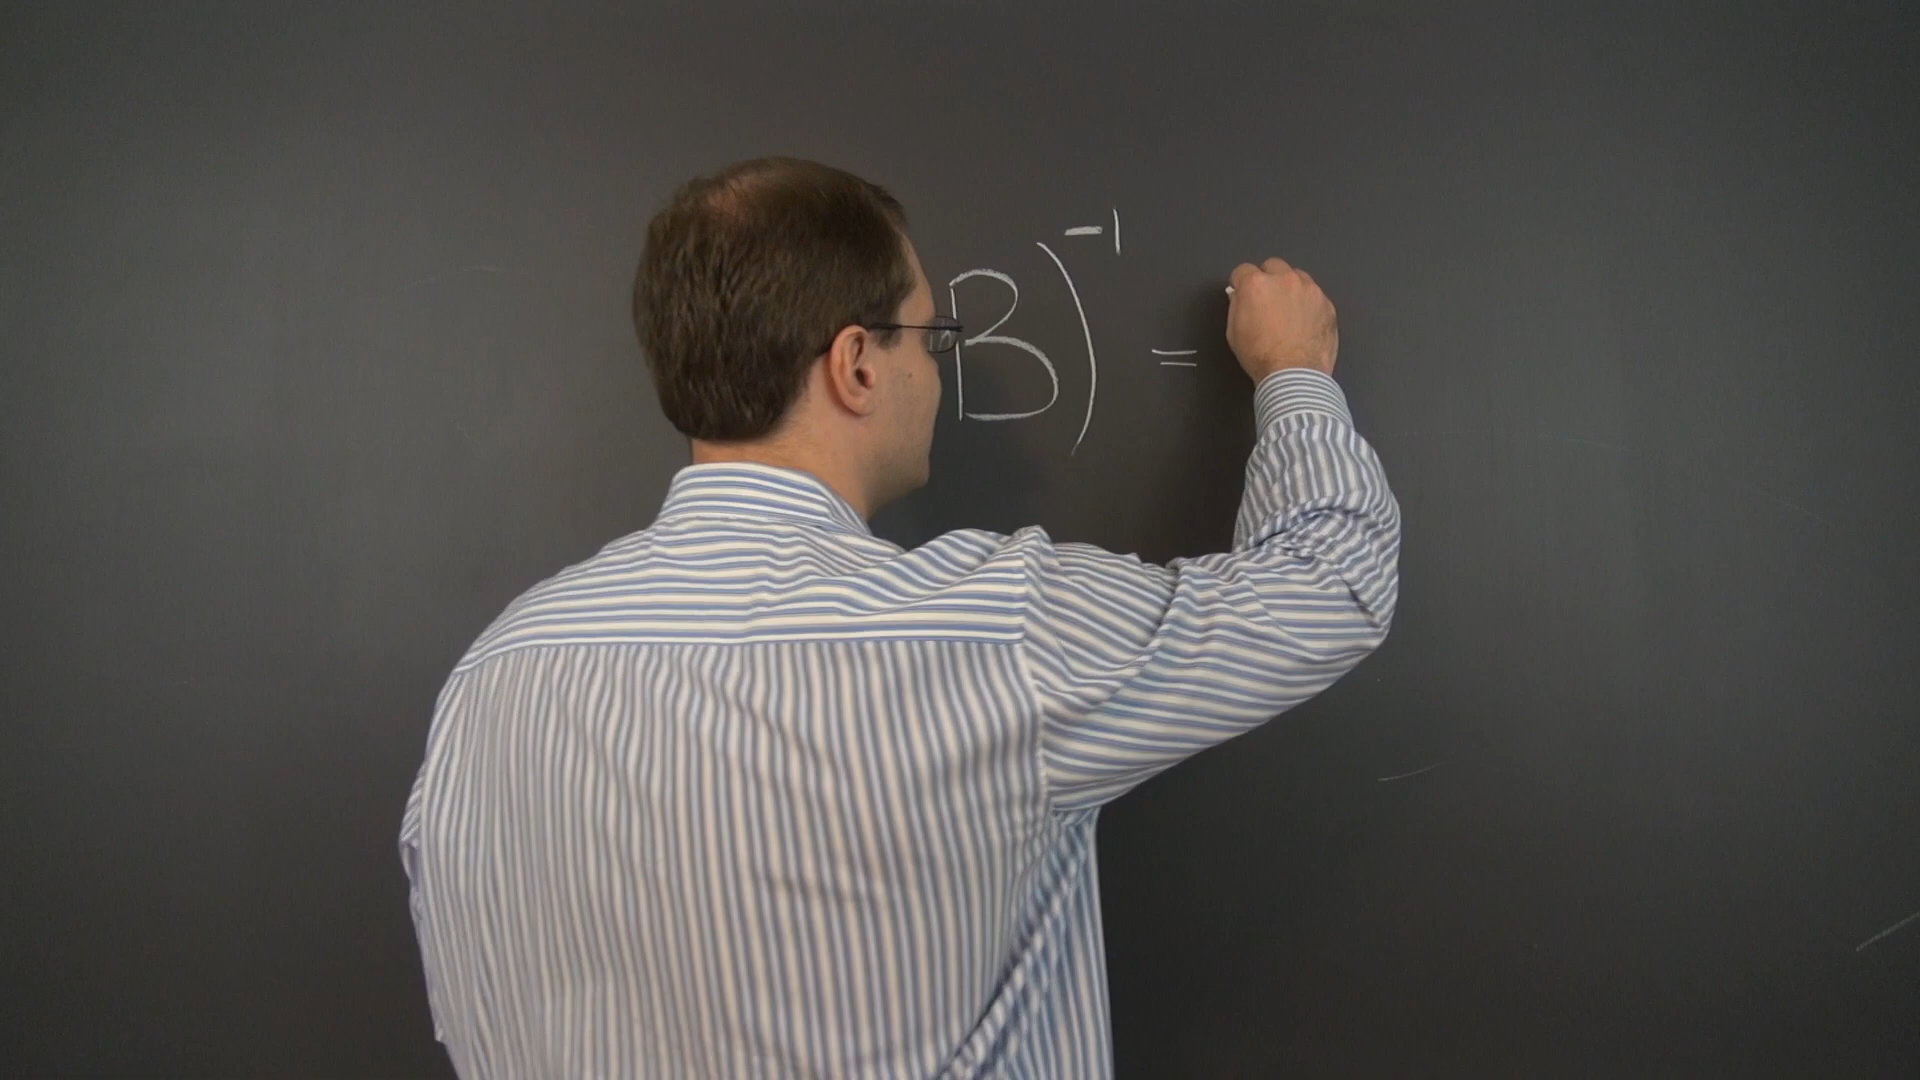 B)⁻¹ =